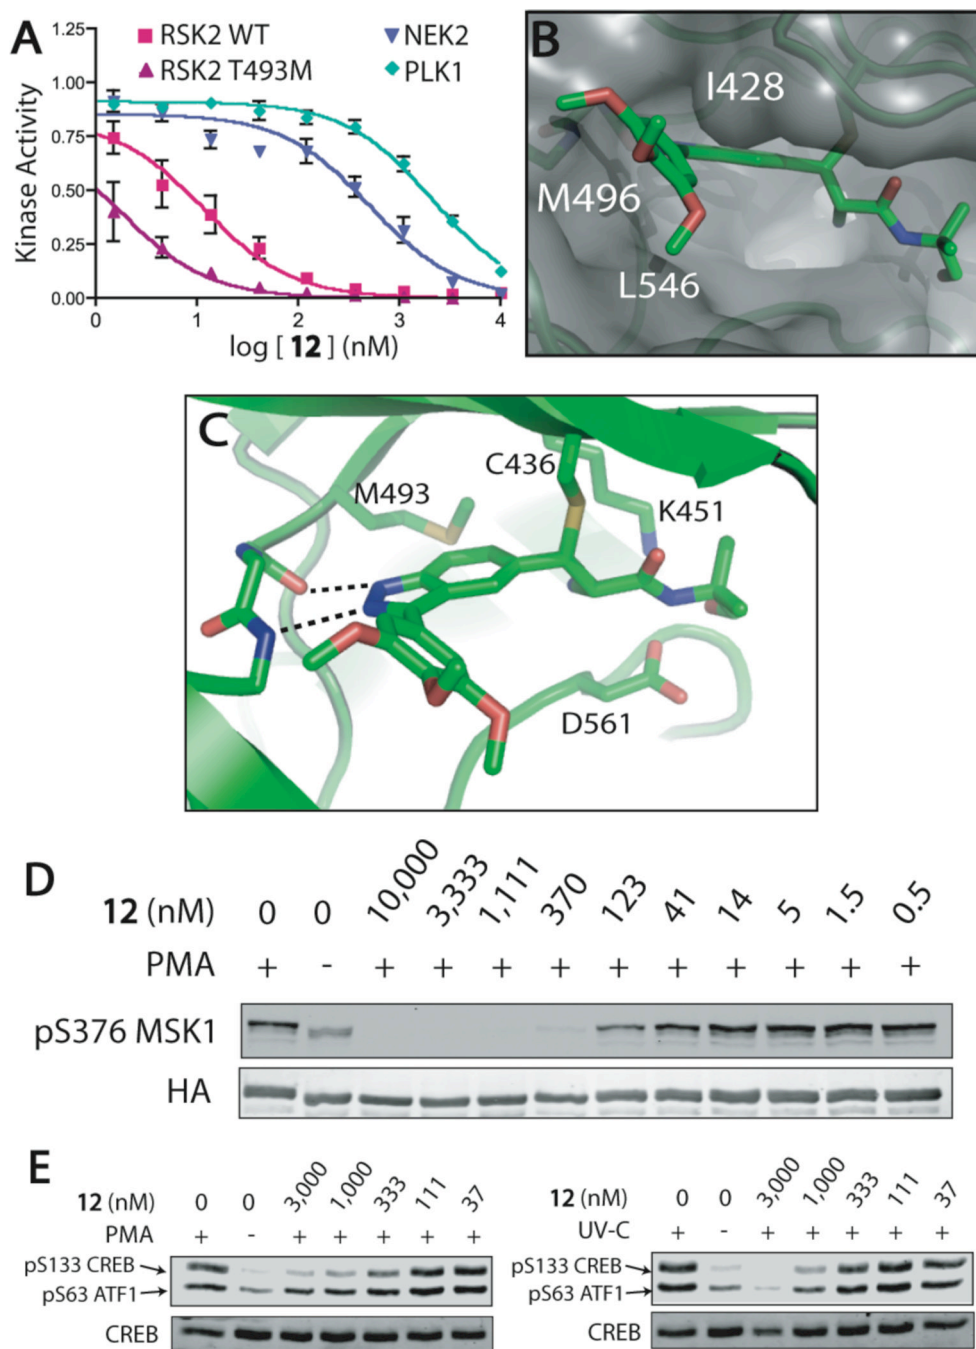 A
1.25
1.00
0.75
0.50
0.25
0.00
Kinase Activity
RSK2 WT
RSK2 T493M
NEK2
PLK1
0 1 2 3 4
log [ 12 ] (nM)
B
I428
M496
L546
C
M493
C436
K451
D561
D
12 (nM) 0 0 10,000 3,333 1,111 370 123 41 14 5 1.5 0.5
PMA + - + + + + + + + + + +
pS376 MSK1
HA
E
12 (nM) 0 0 3,000 1,000 333 111 37
PMA + - + + + + +
pS133 CREB
pS63 ATF1
CREB
12 (nM) 0 0 3,000 1,000 333 111 37
UV-C + - + + + + +
pS133 CREB
pS63 ATF1
CREB